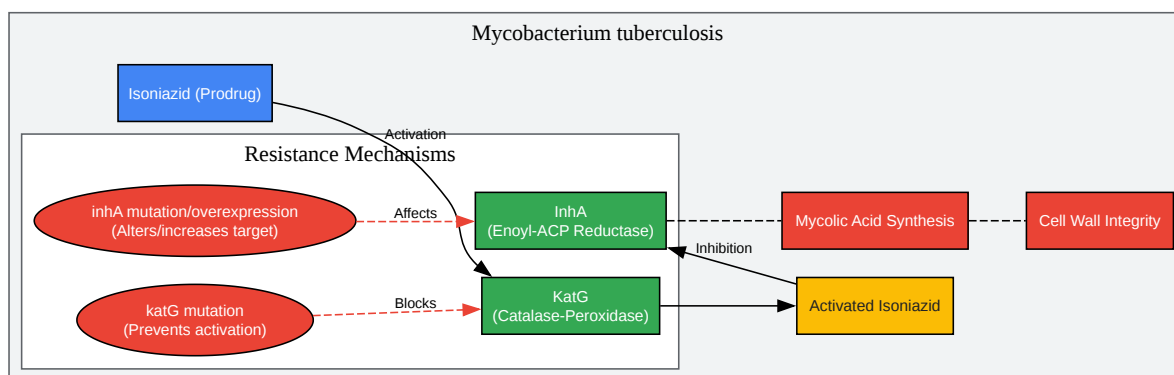 Mycobacterium tuberculosis
Isoniazid (Prodrug)
Activation
Resistance Mechanisms
inhA mutation/overexpression
(Alters/increases target)
Affects
InhA
(Enoyl-ACP Reductase)
Mycolic Acid Synthesis
Cell Wall Integrity
Inhibition
katG mutation
(Prevents activation)
Blocks
KatG
(Catalase-Peroxidase)
Activated Isoniazid